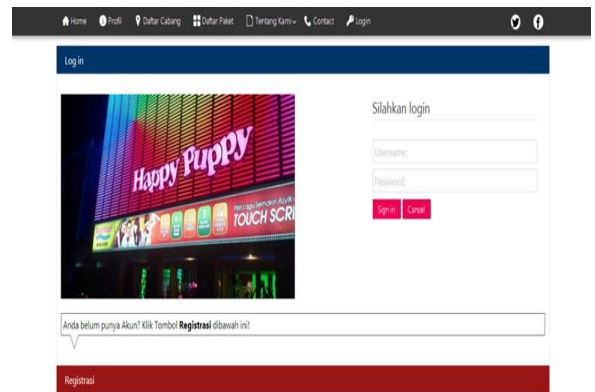 Home Profil Daftar Cabang Daftar Paket Tentang Kami Contact Login
Log in
Happy Puppy
TOUCH SCR
Silahkan login
Username:
Password:
Sign in Cancel
Anda belum punya Akun? Klik Tombol Registrasi dibawah ini!
Registrasi